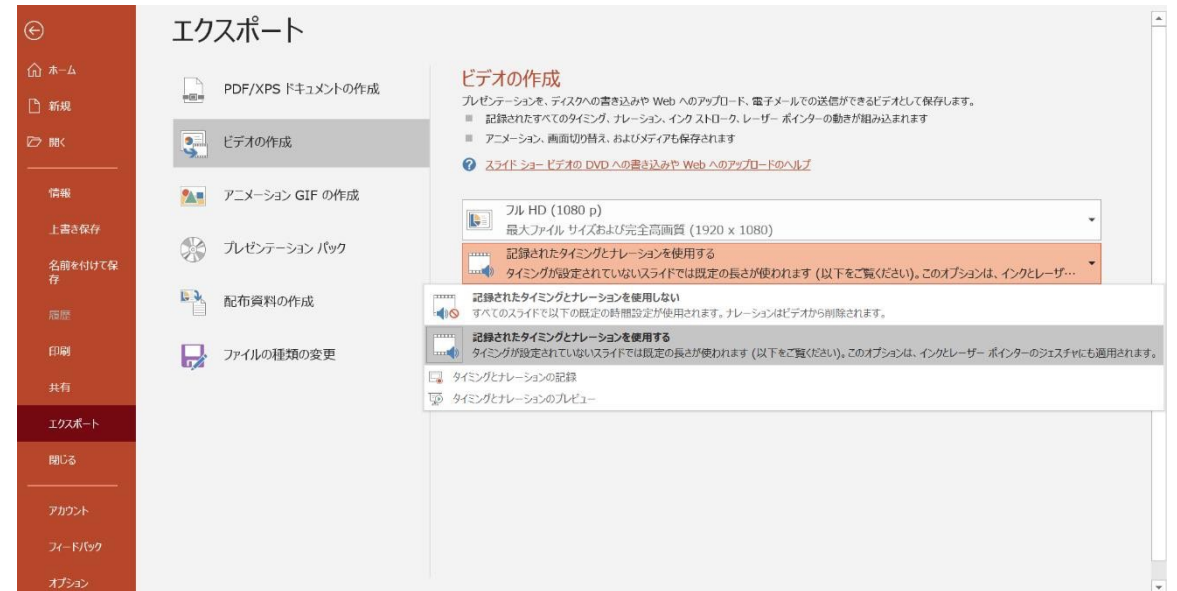 エクスポート
ホーム
新規
開く
情報
上書き保存
名前を付けて保
存
履歴
印刷
共有
エクスポート
閉じる
アカウント
フィードバック
オプション
PDF/XPS ドキュメントの作成
ビデオの作成
アニメーション GIF の作成
プレゼンテーション パック
配布資料の作成
ファイルの種類の変更
ビデオの作成
プレゼンテーションを、ディスクへの書き込みや Web へのアップロード、電子メールでの送信ができるビデオとして保存します。
記録されたすべてのタイミング、ナレーション、インク ストローク、レーザー ポインターの動きが組み込まれます
アニメーション、画面切り替え、およびメディアも保存されます
スライド ショー ビデオの DVD への書き込みや Web へのアップロードのヘルプ
フル HD (1080 p)
最大ファイル サイズおよび完全高画質 (1920 x 1080)
記録されたタイミングとナレーションを使用する
タイミングが設定されていないスライドでは既定の長さが使われます (以下をご覧ください)。このオプションは、インクとレーザ…
記録されたタイミングとナレーションを使用しない
すべてのスライドで以下の既定の時間設定が使用されます。ナレーションはビデオから削除されます。
記録されたタイミングとナレーションを使用する
タイミングが設定されていないスライドでは既定の長さが使われます (以下をご覧ください)。このオプションは、インクとレーザー ポインターのジェスチャにも適用されます。
タイミングとナレーションの記録
タイミングとナレーションのプレビュー